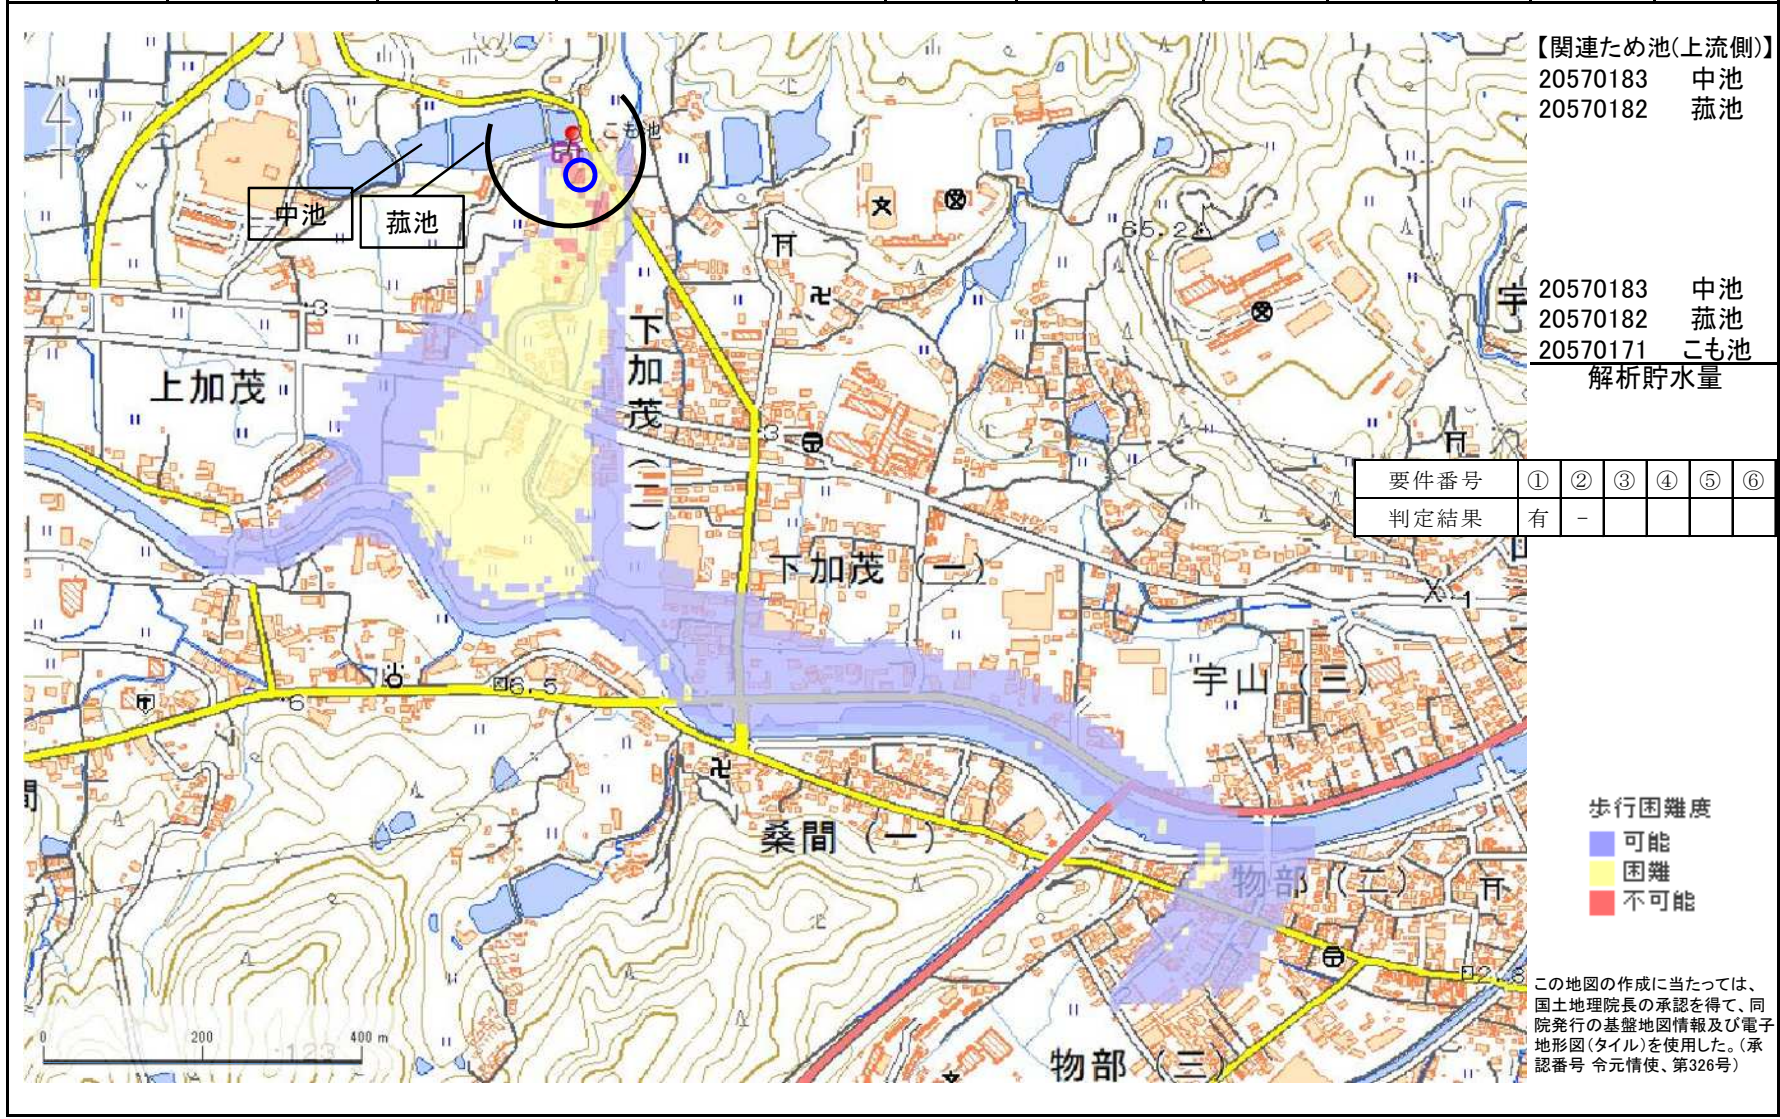 【関連ため池(上流側)】
20570183 中池
20570182 菰池
20570183 中池
20570182 菰池
20570171 こも池
解析貯水量
要件番号 ① ② ③ ④ ⑤ ⑥
判定結果 有 -
N
こも池
中池
菰池
65.2
宇
上加茂
下加茂(二)
下加茂(一)
宇山(三)
6.5
桑間(一)
物部(二)
物部(三)
歩行困難度
可能
困難
不可能
0 200 400 m
123
この地図の作成に当たっては、
国土地理院長の承認を得て、同
院発行の基盤地図情報及び電子
地形図(タイル)を使用した。(承
認番号 令元情使、第326号)